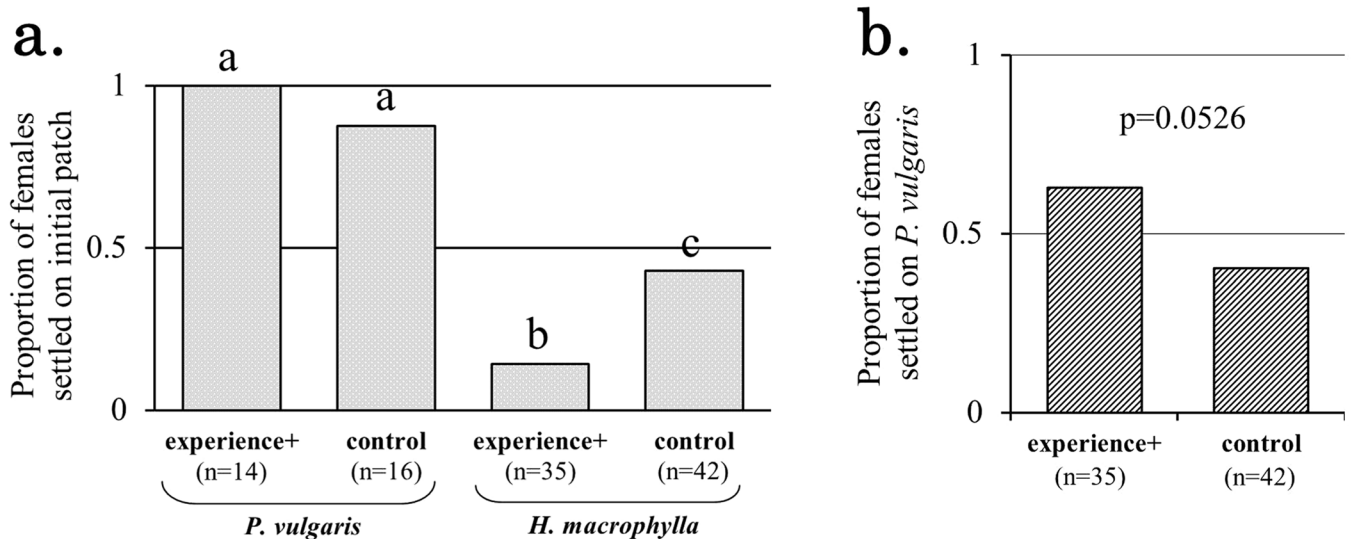 a.
Proportion of females
settled on initial patch
1
0.5
0
a
a
b
c
experience+
(n=14)
control
(n=16)
experience+
(n=35)
control
(n=42)
P. vulgaris
H. macrophylla
b.
Proportion of females
settled on P. vulgaris
1
0.5
0
p=0.0526
experience+
(n=35)
control
(n=42)